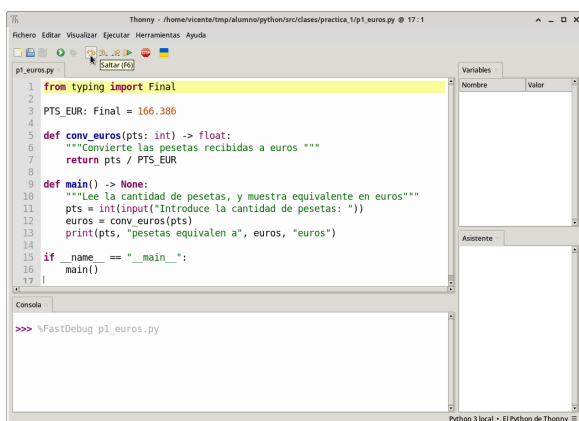 Thonny - /home/vicente/tmp/alumno/python/src/clases/practica_1/p1_euros.py @ 17:1
Fichero Editar Visualizar Ejecutar Herramientas Ayuda
Saltar (F6)
p1_euros.py
1 from typing import Final
2
3 PTS_EUR: Final = 166.386
4
5 def conv_euros(pts: int) -> float:
6     """Convierte las pesetas recibidas a euros """
7     return pts / PTS_EUR
8
9 def main() -> None:
10     """Lee la cantidad de pesetas, y muestra equivalente en euros"""
11     pts = int(input("Introduce la cantidad de pesetas: "))
12     euros = conv_euros(pts)
13     print(pts, "pesetas equivalen a", euros, "euros")
14
15 if __name__ == "__main__":
16     main()
17
Consola
>>> %FastDebug p1_euros.py
Variables
Nombre Valor
Asistente
Python 3 local • El Python de Thonny ☰